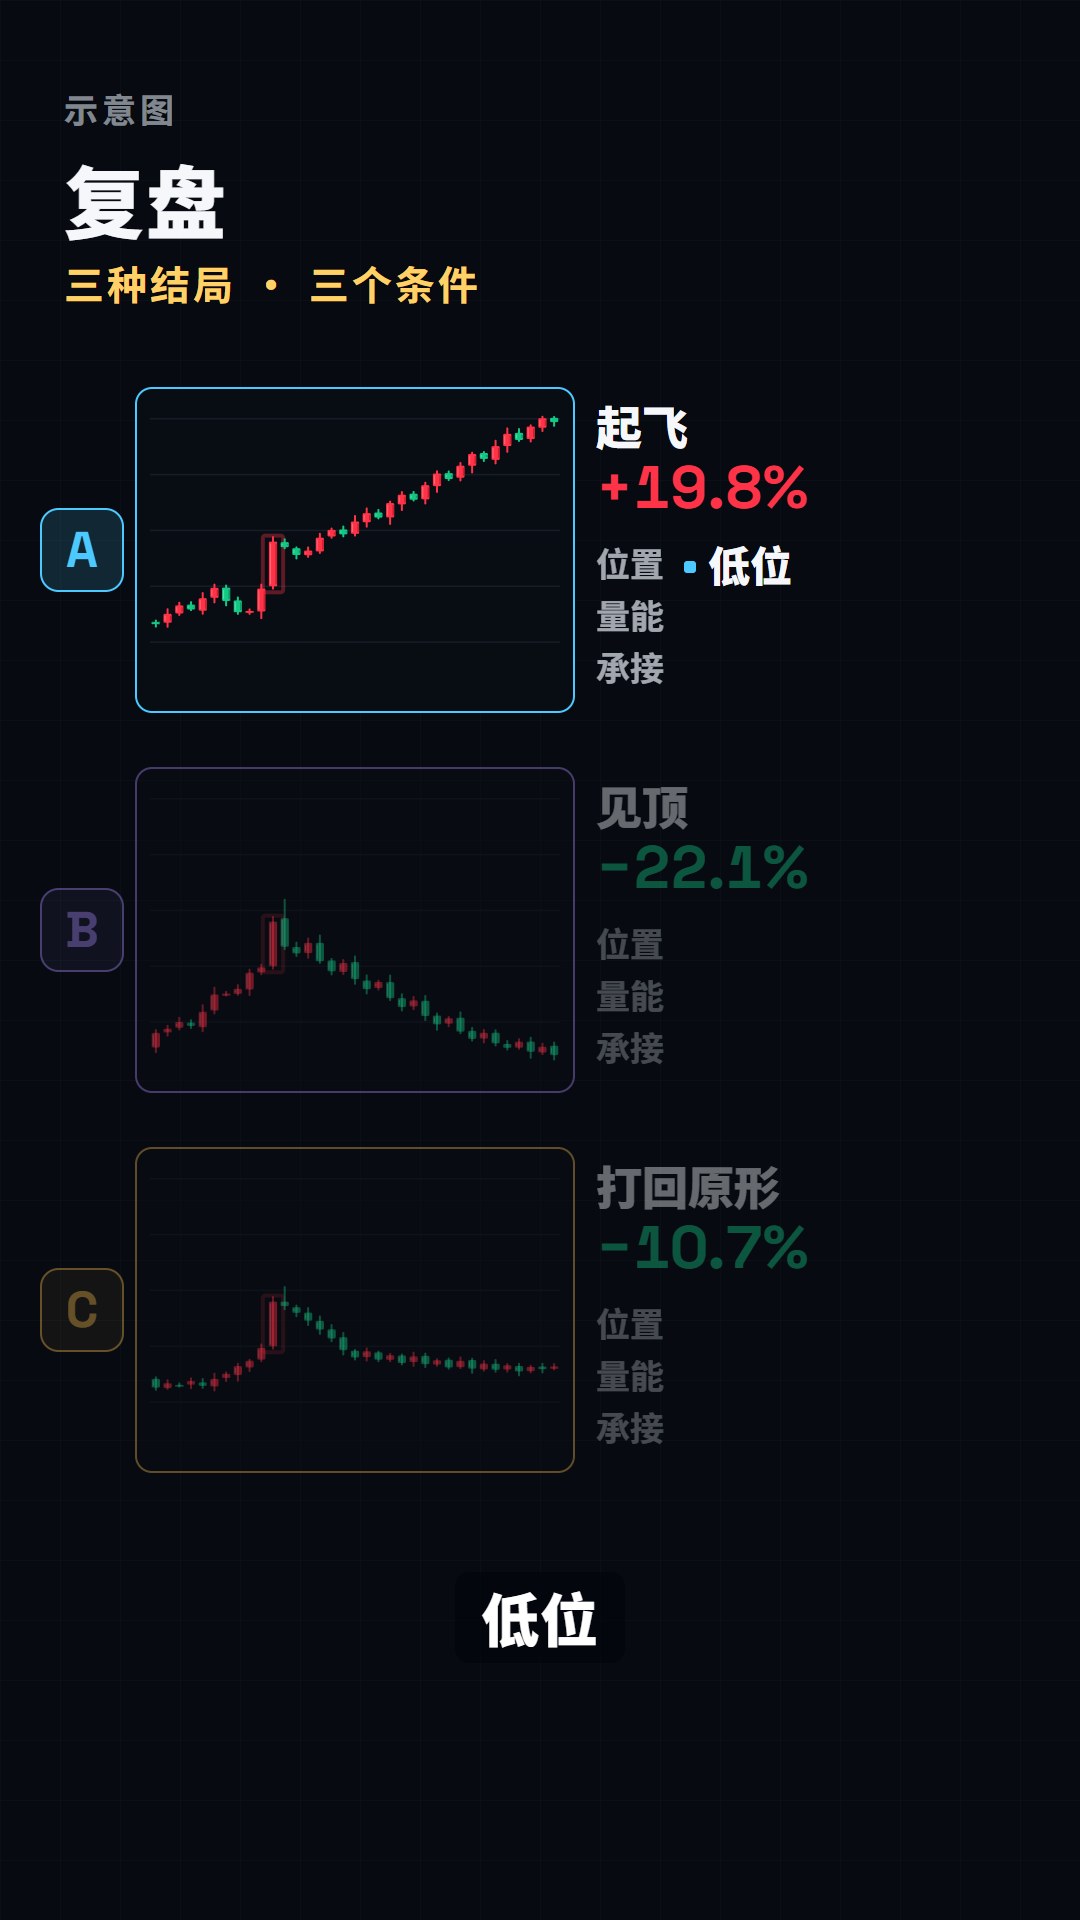 示意图
复盘
三种结局 · 三个条件
A
起飞
+19.8%
位置 ▪ 低位
量能
承接
B
见顶
-22.1%
位置
量能
承接
C
打回原形
-10.7%
位置
量能
承接
低位